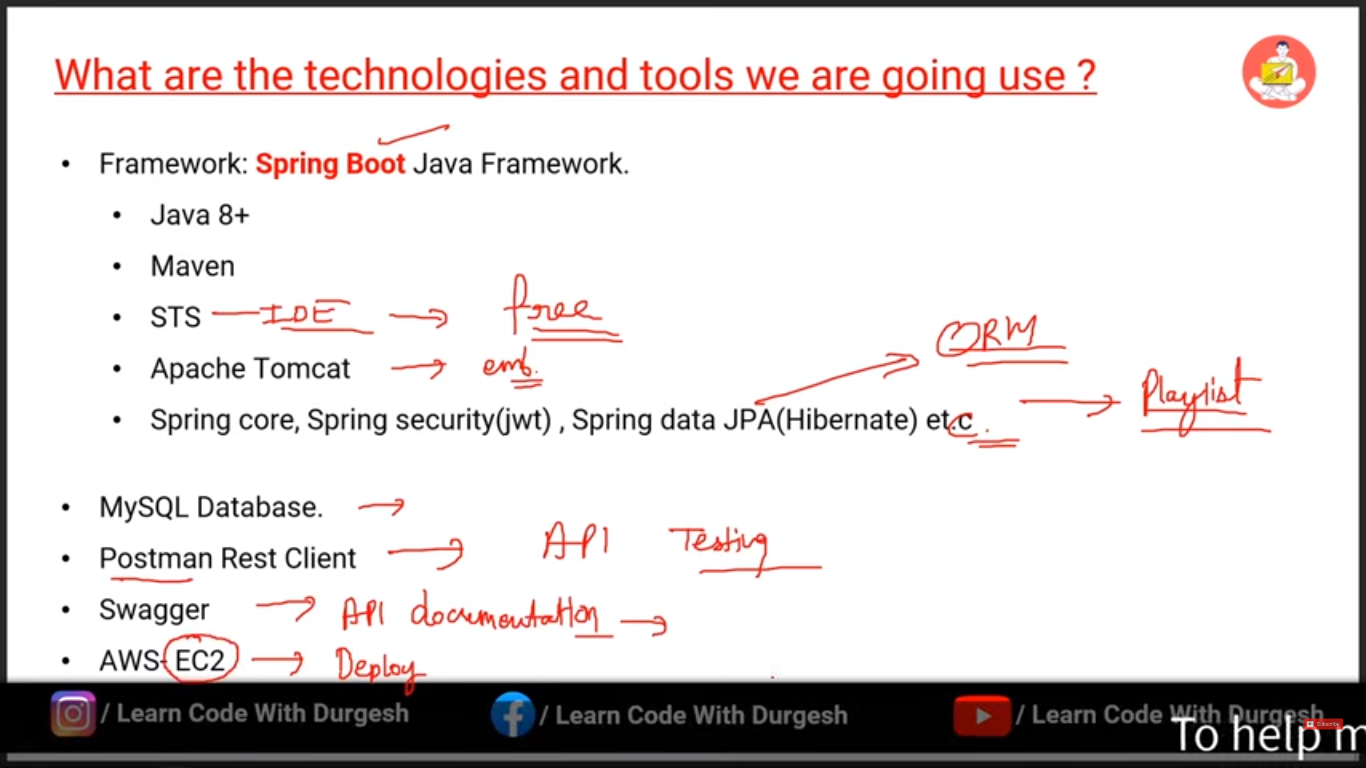 What are the technologies and tools we are going use ?
• Framework: Spring Boot Java Framework.
• Java 8+
• Maven
• STS — IDE → free
• Apache Tomcat → emb.
ORM
• Spring core, Spring security(jwt) , Spring data JPA(Hibernate) et.c. → Playlist
• MySQL Database. →
• Postman Rest Client → API Testing
• Swagger → API documentation →
• AWS-EC2 → Deploy
/ Learn Code With Durgesh / Learn Code With Durgesh / Learn Code With Durgesh
Subscribe
To help m